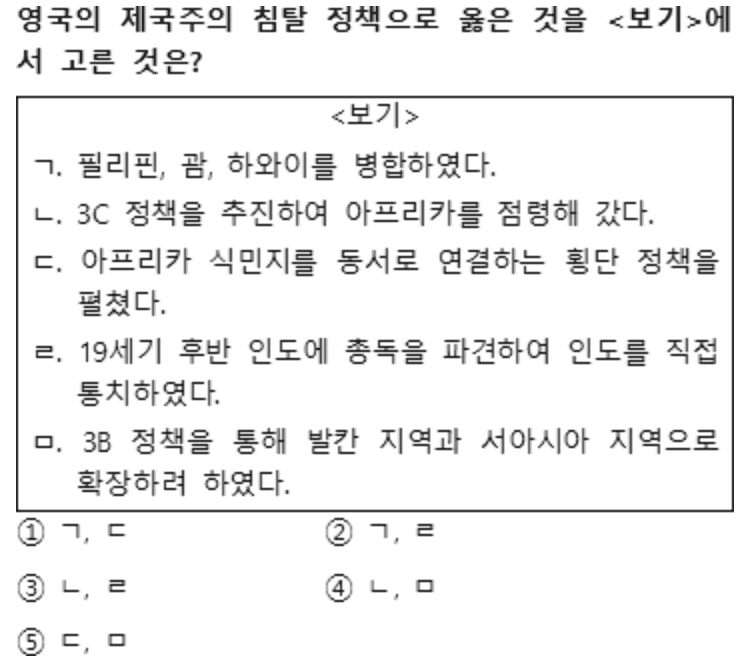 영국의 제국주의 침탈 정책으로 옳은 것을 <보기>에
서 고른 것은?
<보기>
ㄱ. 필리핀, 괌, 하와이를 병합하였다.
ㄴ. 3C 정책을 추진하여 아프리카를 점령해 갔다.
ㄷ. 아프리카 식민지를 동서로 연결하는 횡단 정책을
펼쳤다.
ㄹ. 19세기 후반 인도에 총독을 파견하여 인도를 직접
통치하였다.
ㅁ. 3B 정책을 통해 발칸 지역과 서아시아 지역으로
확장하려 하였다.
① ㄱ, ㄷ ② ㄱ, ㄹ
③ ㄴ, ㄹ ④ ㄴ, ㅁ
⑤ ㄷ, ㅁ